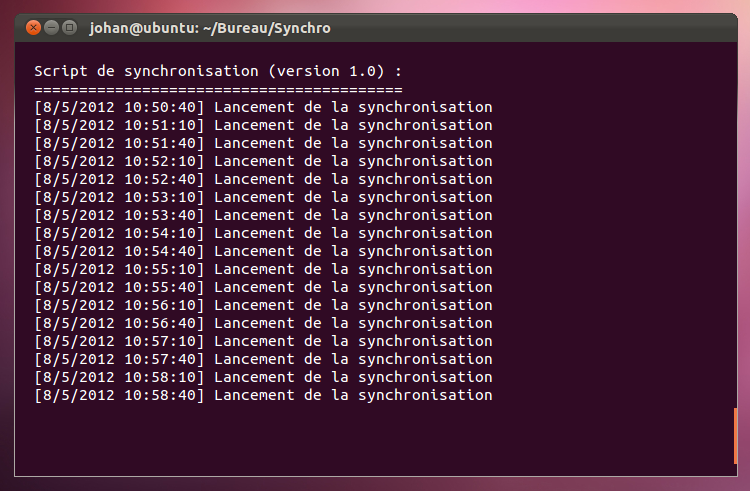 johan@ubuntu: ~/Bureau/Synchro
Script de synchronisation (version 1.0) :
=========================================
[8/5/2012 10:50:40] Lancement de la synchronisation
[8/5/2012 10:51:10] Lancement de la synchronisation
[8/5/2012 10:51:40] Lancement de la synchronisation
[8/5/2012 10:52:10] Lancement de la synchronisation
[8/5/2012 10:52:40] Lancement de la synchronisation
[8/5/2012 10:53:10] Lancement de la synchronisation
[8/5/2012 10:53:40] Lancement de la synchronisation
[8/5/2012 10:54:10] Lancement de la synchronisation
[8/5/2012 10:54:40] Lancement de la synchronisation
[8/5/2012 10:55:10] Lancement de la synchronisation
[8/5/2012 10:55:40] Lancement de la synchronisation
[8/5/2012 10:56:10] Lancement de la synchronisation
[8/5/2012 10:56:40] Lancement de la synchronisation
[8/5/2012 10:57:10] Lancement de la synchronisation
[8/5/2012 10:57:40] Lancement de la synchronisation
[8/5/2012 10:58:10] Lancement de la synchronisation
[8/5/2012 10:58:40] Lancement de la synchronisation